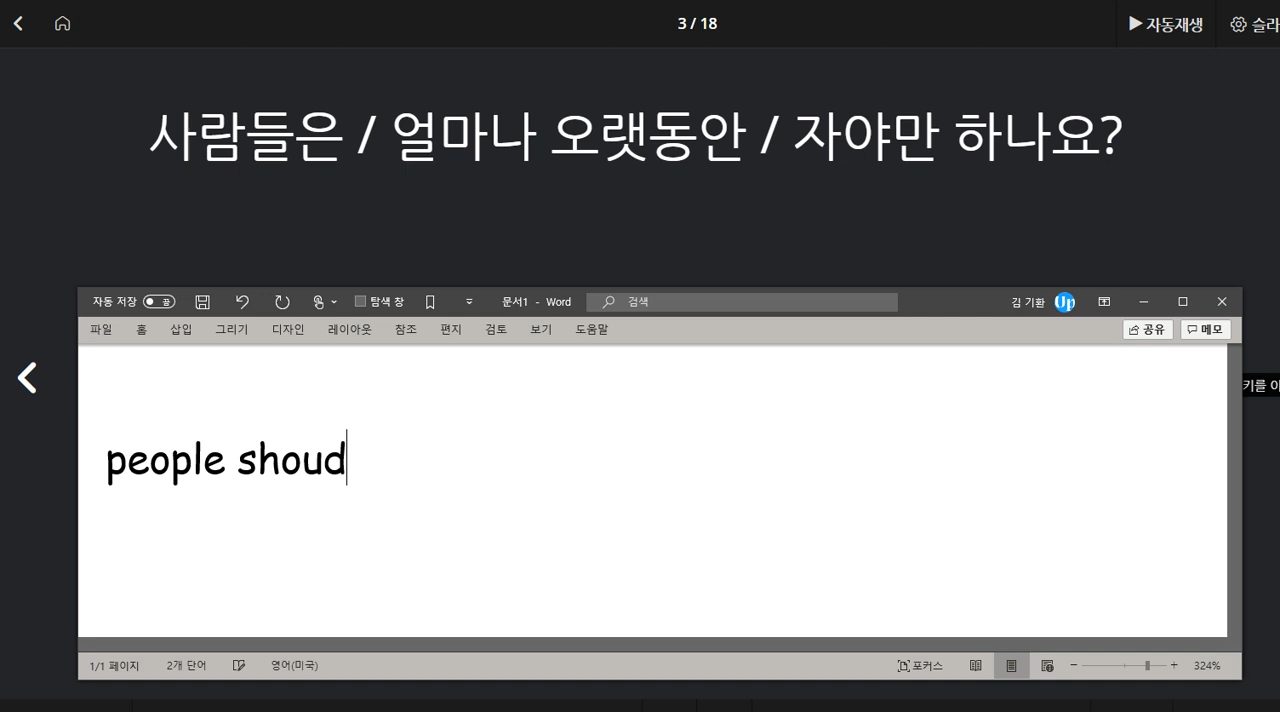 3 / 18
▶ 자동재생
슬라
사람들은 / 얼마나 오랫동안 / 자야만 하나요?
자동 저장 끔 탐색 창 문서1 - Word 검색 김 기환 Up
파일 홈 삽입 그리기 디자인 레이아웃 참조 편지 검토 보기 도움말 공유 메모
키를 이
people shoud
1/1 페이지 2개 단어 영어(미국) 포커스 324%